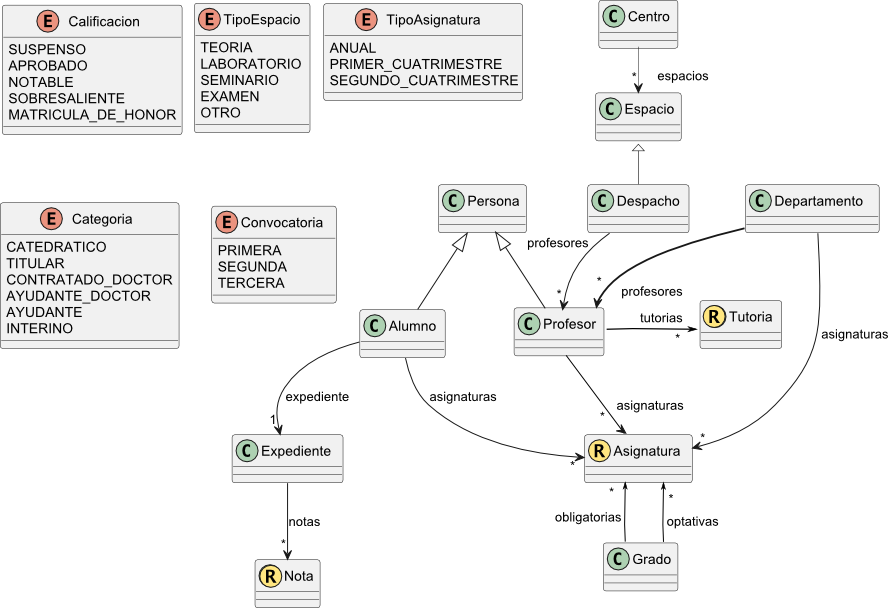 E Calificacion
SUSPENSO
APROBADO
NOTABLE
SOBRESALIENTE
MATRICULA_DE_HONOR
E TipoEspacio
TEORIA
LABORATORIO
SEMINARIO
EXAMEN
OTRO
E TipoAsignatura
ANUAL
PRIMER_CUATRIMESTRE
SEGUNDO_CUATRIMESTRE
C Centro
* espacios
C Espacio
E Categoria
CATEDRATICO
TITULAR
CONTRATADO_DOCTOR
AYUDANTE_DOCTOR
AYUDANTE
INTERINO
E Convocatoria
PRIMERA
SEGUNDA
TERCERA
C Persona
C Despacho
C Departamento
profesores
*
*
profesores
C Alumno
C Profesor
tutorias
*
R Tutoria
asignaturas
expediente
1
asignaturas
*
asignaturas
*
*
C Expediente
R Asignatura
notas
*
*
obligatorias
*
optativas
R Nota
C Grado